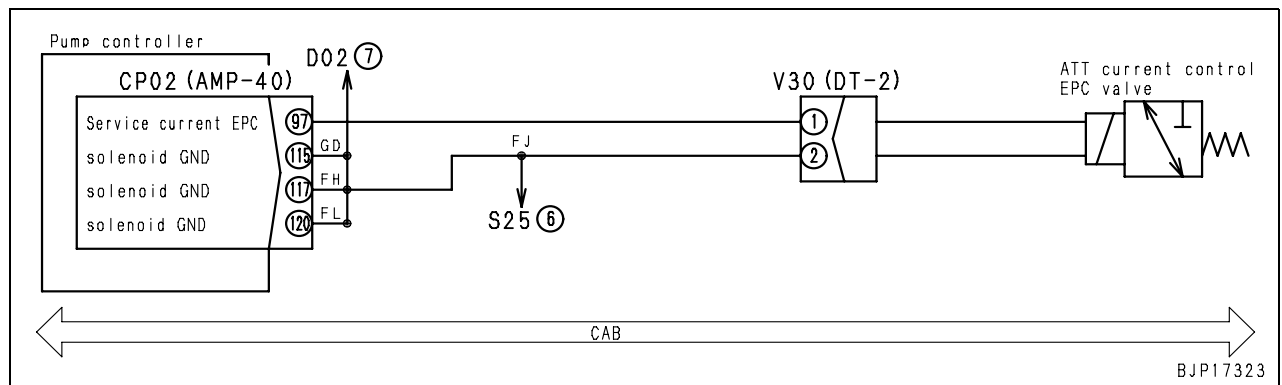 Pump controller
D02 7
CP02 (AMP-40)
V30 (DT-2)
ATT current control
EPC valve
Service current EPC 97
1
solenoid GND 115 GD
FJ
2
solenoid GND 117 FH
solenoid GND 120 FL
S25 6
CAB
BJP17323